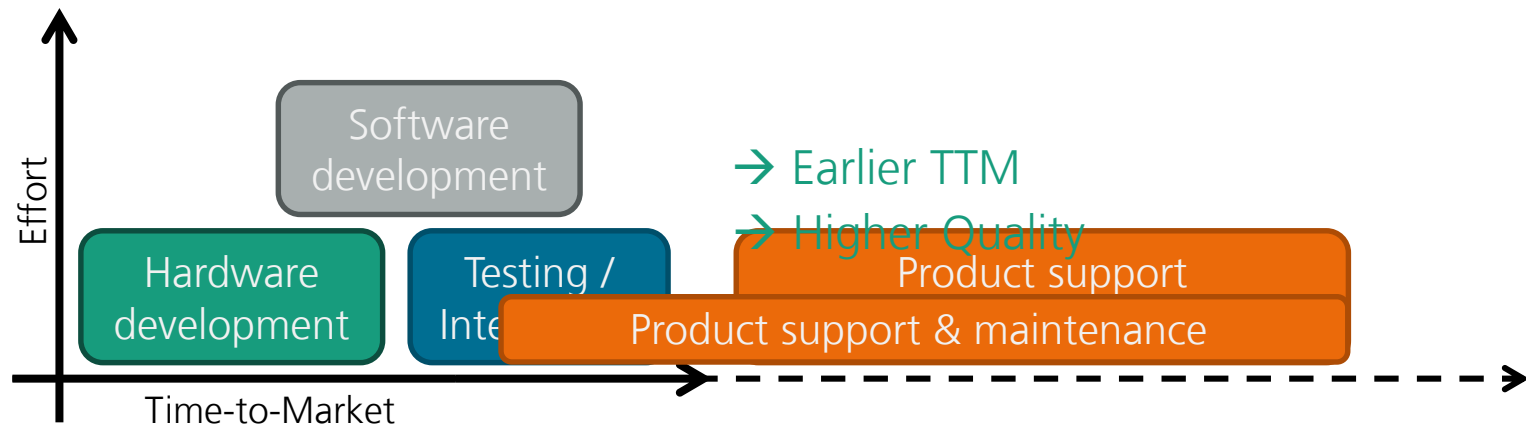 Effort
Software
development
→ Earlier TTM
→ Higher Quality
Hardware
development
Testing /
Inte
Product support
Product support & maintenance
Time-to-Market